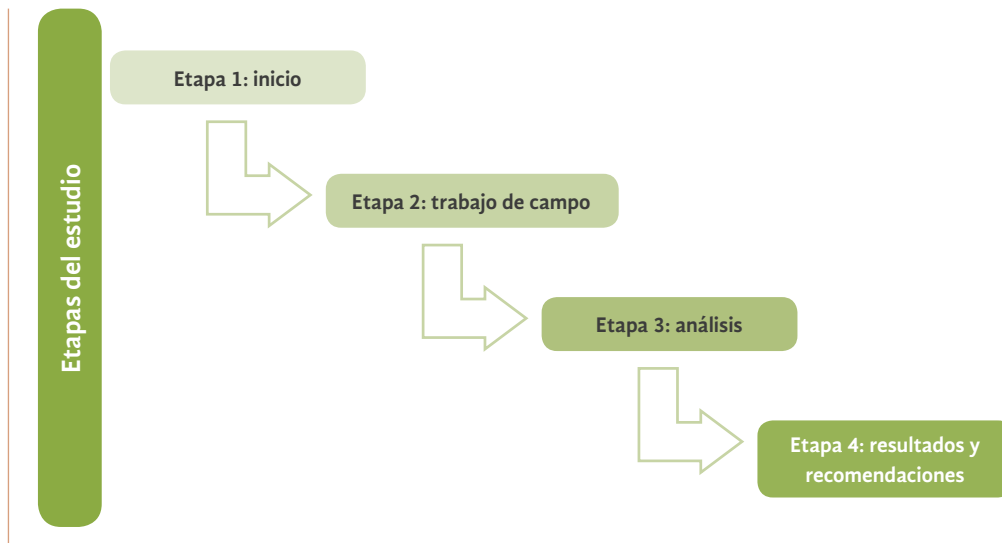 Etapas del estudio
Etapa 1: inicio
Etapa 2: trabajo de campo
Etapa 3: análisis
Etapa 4: resultados y
recomendaciones